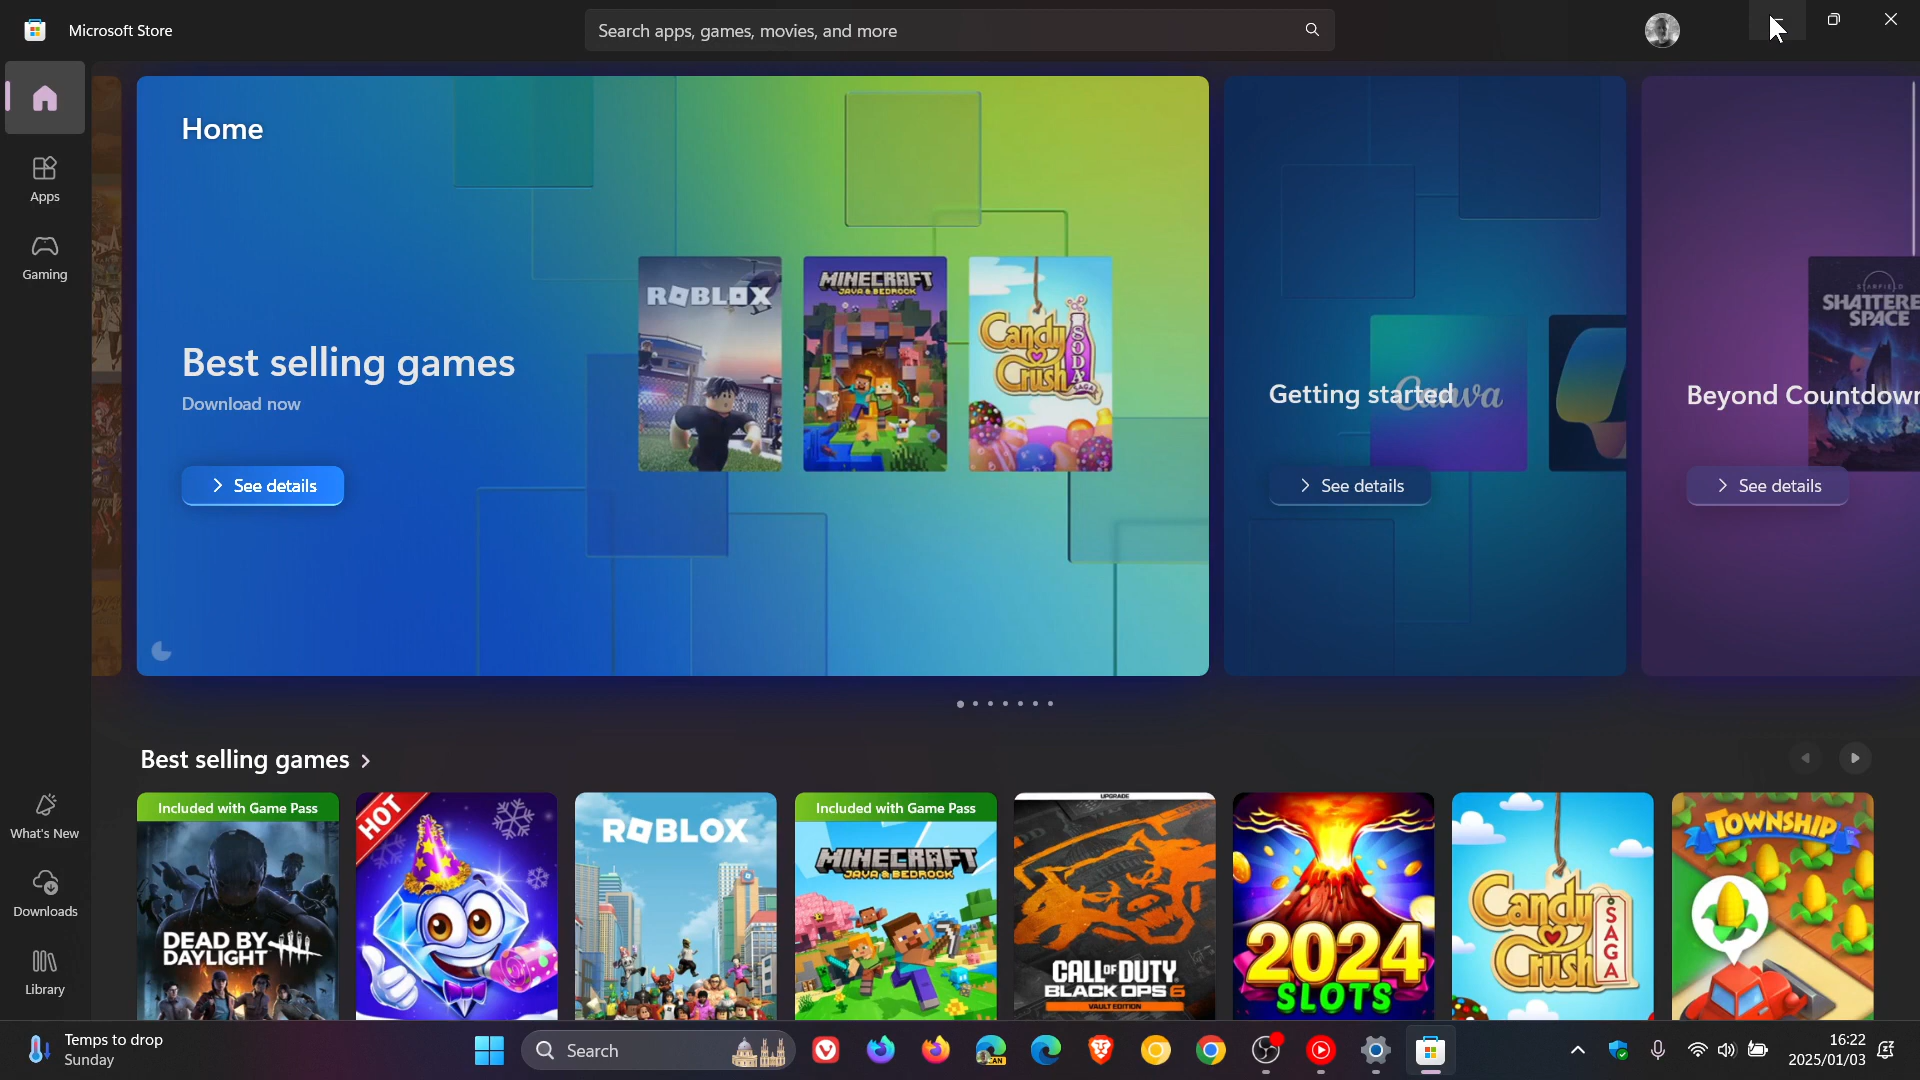 Microsoft Store
Search apps, games, movies, and more
Home
Apps
Gaming
Best selling games
Download now
See details
ROBLOX
MINECRAFT
JAVA & BEDROCK
Candy
Crush
SODA
SAGA
Getting started
Canva
See details
Beyond Countdown
STARFIELD
SHATTERE
SPACE
See details
Best selling games
What's New
Downloads
Library
Included with Game Pass
DEAD BY
DAYLIGHT
HOT
ROBLOX
Included with Game Pass
MINECRAFT
JAVA & BEDROCK
UPGRADE
CALL OF DUTY
BLACK OPS 6
VAULT EDITION
2024
SLOTS
Candy
Crush
SAGA
TOWNSHIP
Temps to drop
Sunday
Search
CAN
16:22
2025/01/03